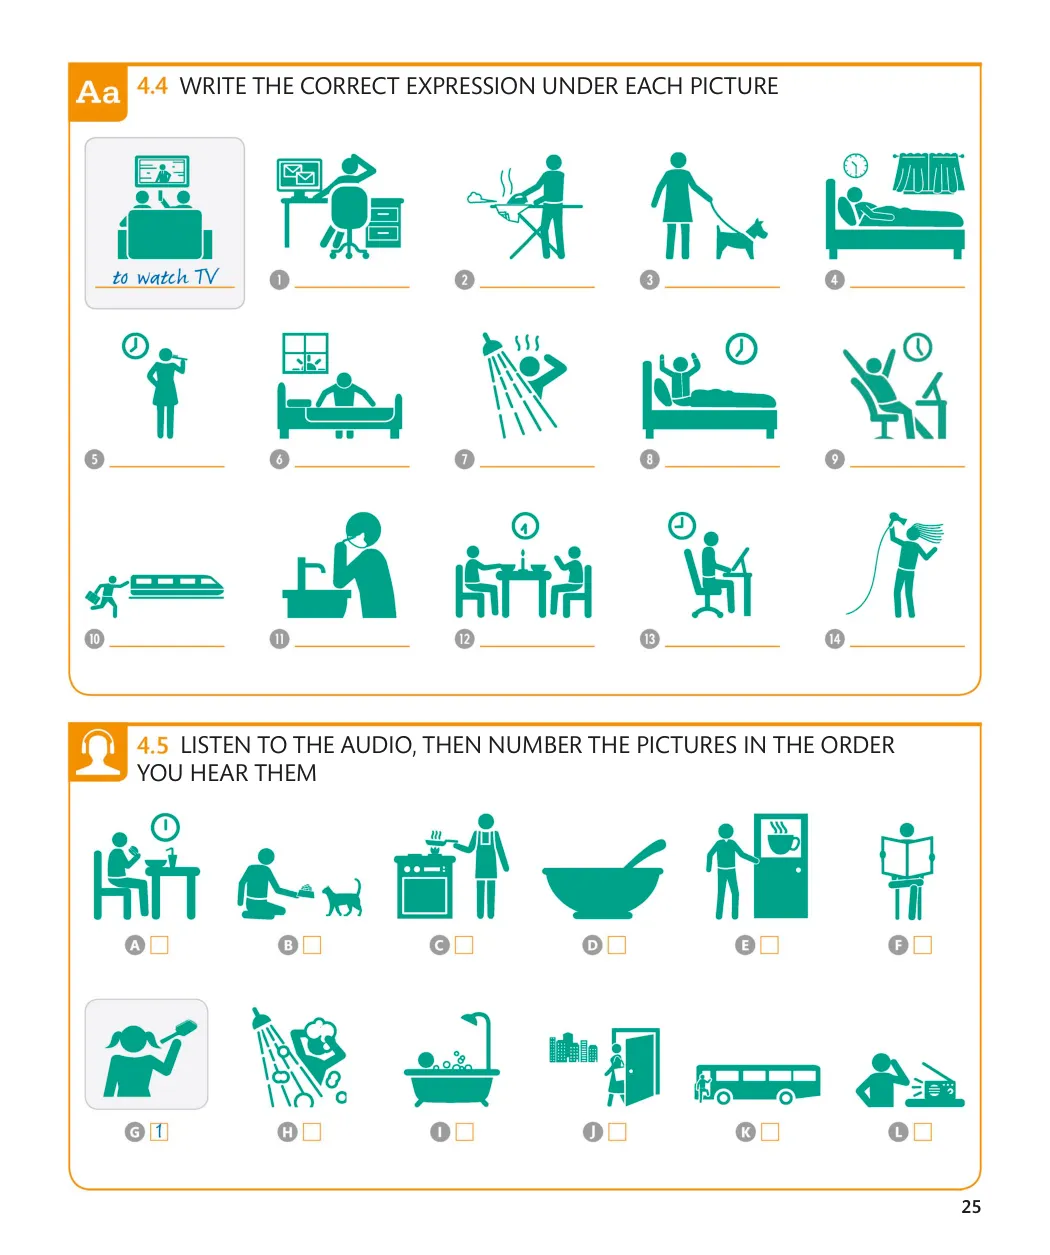 Aa 4.4 WRITE THE CORRECT EXPRESSION UNDER EACH PICTURE
to watch TV
1
2
3
4
5
6
7
8
9
10
11
12
13
14
4.5 LISTEN TO THE AUDIO, THEN NUMBER THE PICTURES IN THE ORDER
YOU HEAR THEM
A
B
C
D
E
F
G 1
H
I
J
K
L
25